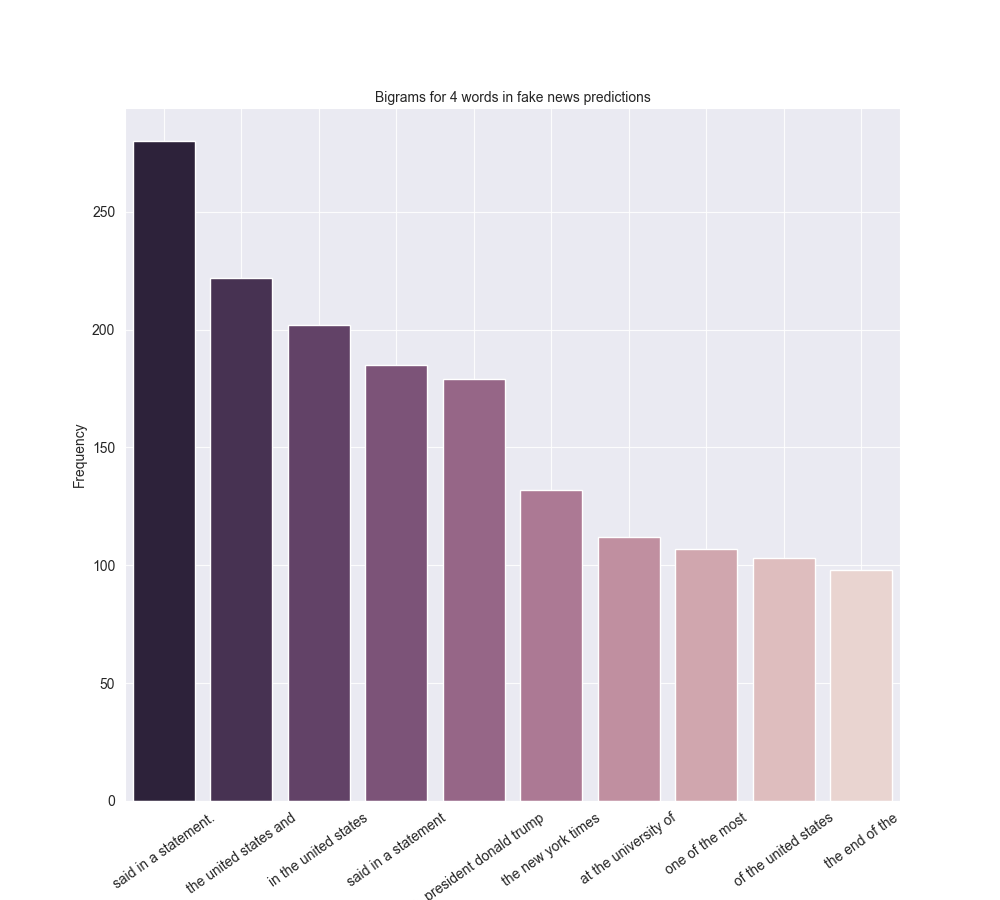 Bigrams for 4 words in fake news predictions
Frequency
250
200
150
100
50
0
said in a statement.
the united states and
in the united states
said in a statement
president donald trump
the new york times
at the university of
one of the most
of the united states
the end of the